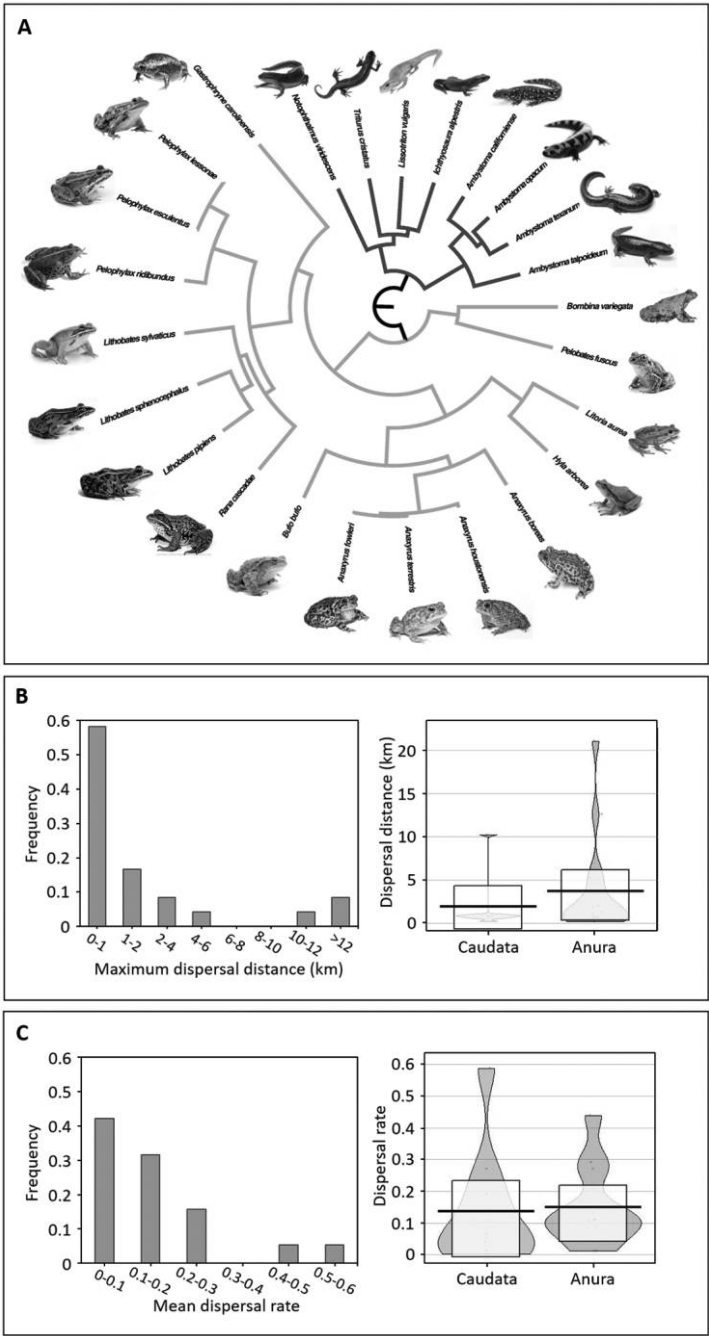 A
Gastrophryne carolinensis
Notophthalmus viridescens
Triturus cristatus
Lissotriton vulgaris
Ichthyosaura alpestris
Ambystoma californiense
Ambystoma opacum
Ambystoma texanum
Ambystoma talpoideum
Bombina variegata
Pelobates fuscus
Litoria aurea
Hyla arborea
Anaxyrus boreas
Anaxyrus houstonensis
Anaxyrus terrestris
Anaxyrus fowleri
Bufo bufo
Rana cascadae
Lithobates pipiens
Lithobates sphenocephalus
Lithobates sylvaticus
Pelophylax ridibundus
Pelophylax esculentus
Pelophylax lessonae
B
0.6
0.5
0.4
0.3
0.2
0.1
0
Frequency
0-1
1-2
2-4
4-6
6-8
8-10
10-12
>12
Maximum dispersal distance (km)
20
15
10
5
0
Dispersal distance (km)
Caudata
Anura
C
0.6
0.5
0.4
0.3
0.2
0.1
0
Frequency
0-0.1
0.1-0.2
0.2-0.3
0.3-0.4
0.4-0.5
0.5-0.6
Mean dispersal rate
0.6
0.5
0.4
0.3
0.2
0.1
0
Dispersal rate
Caudata
Anura